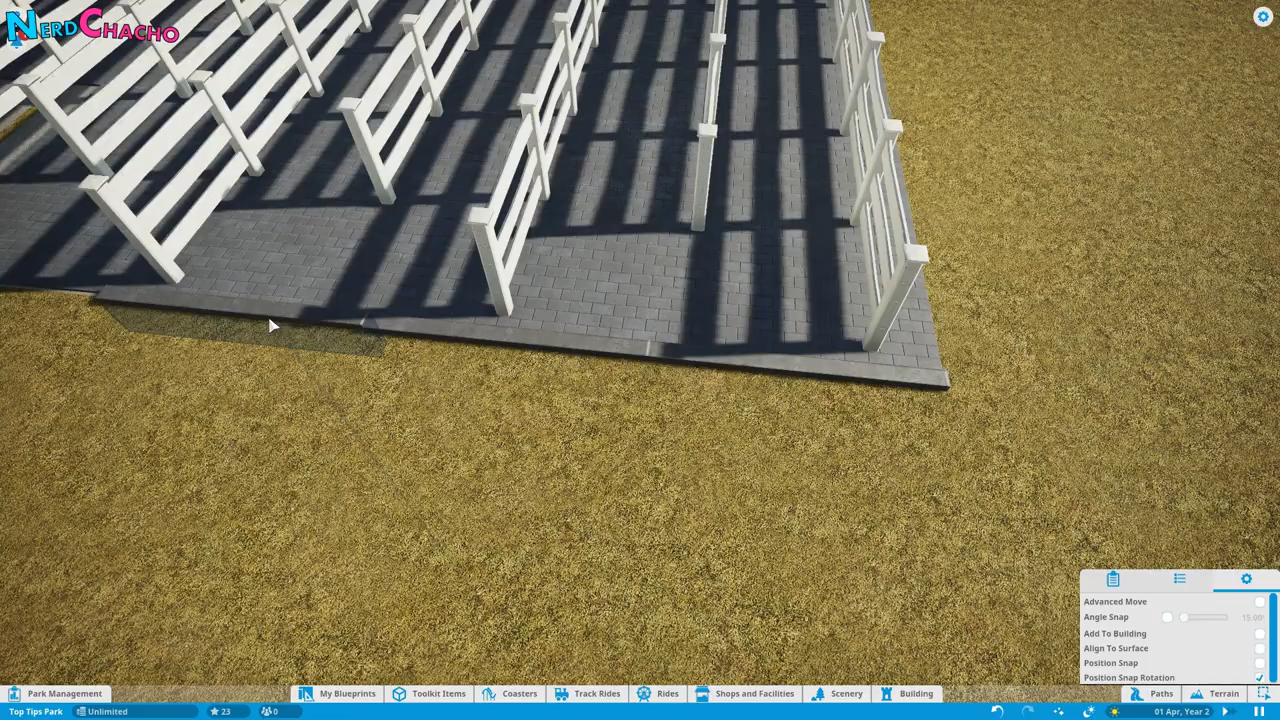 NERDCHACHO
Advanced Move
Angle Snap 15.00°
Add To Building
Align To Surface
Position Snap
Position Snap Rotation
Park Management My Blueprints Toolkit Items Coasters Track Rides Rides Shops and Facilities Scenery Building Paths Terrain
Top Tips Park Unlimited 23 0 01 Apr, Year 2